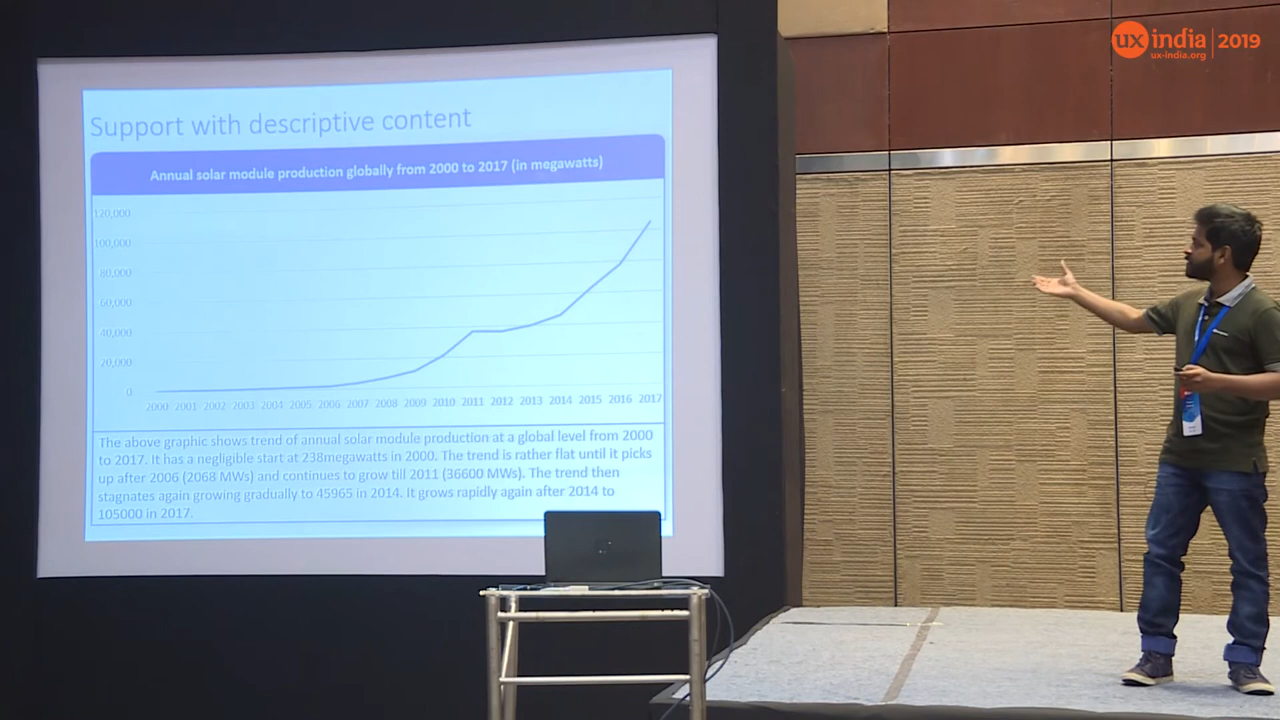 ux india 2019
ux-india.org
Support with descriptive content
Annual solar module production globally from 2000 to 2017 (in megawatts)
120,000
100,000
80,000
60,000
40,000
20,000
0
2000 2001 2002 2003 2004 2005 2006 2007 2008 2009 2010 2011 2012 2013 2014 2015 2016 2017
The above graphic shows trend of annual solar module production at a global level from 2000
to 2017. It has a negligible start at 238megawatts in 2000. The trend is rather flat until it picks
up after 2006 (2068 MWs) and continues to grow till 2011 (36600 MWs). The trend then
stagnates again growing gradually to 45965 in 2014. It grows rapidly again after 2014 to
105000 in 2017.